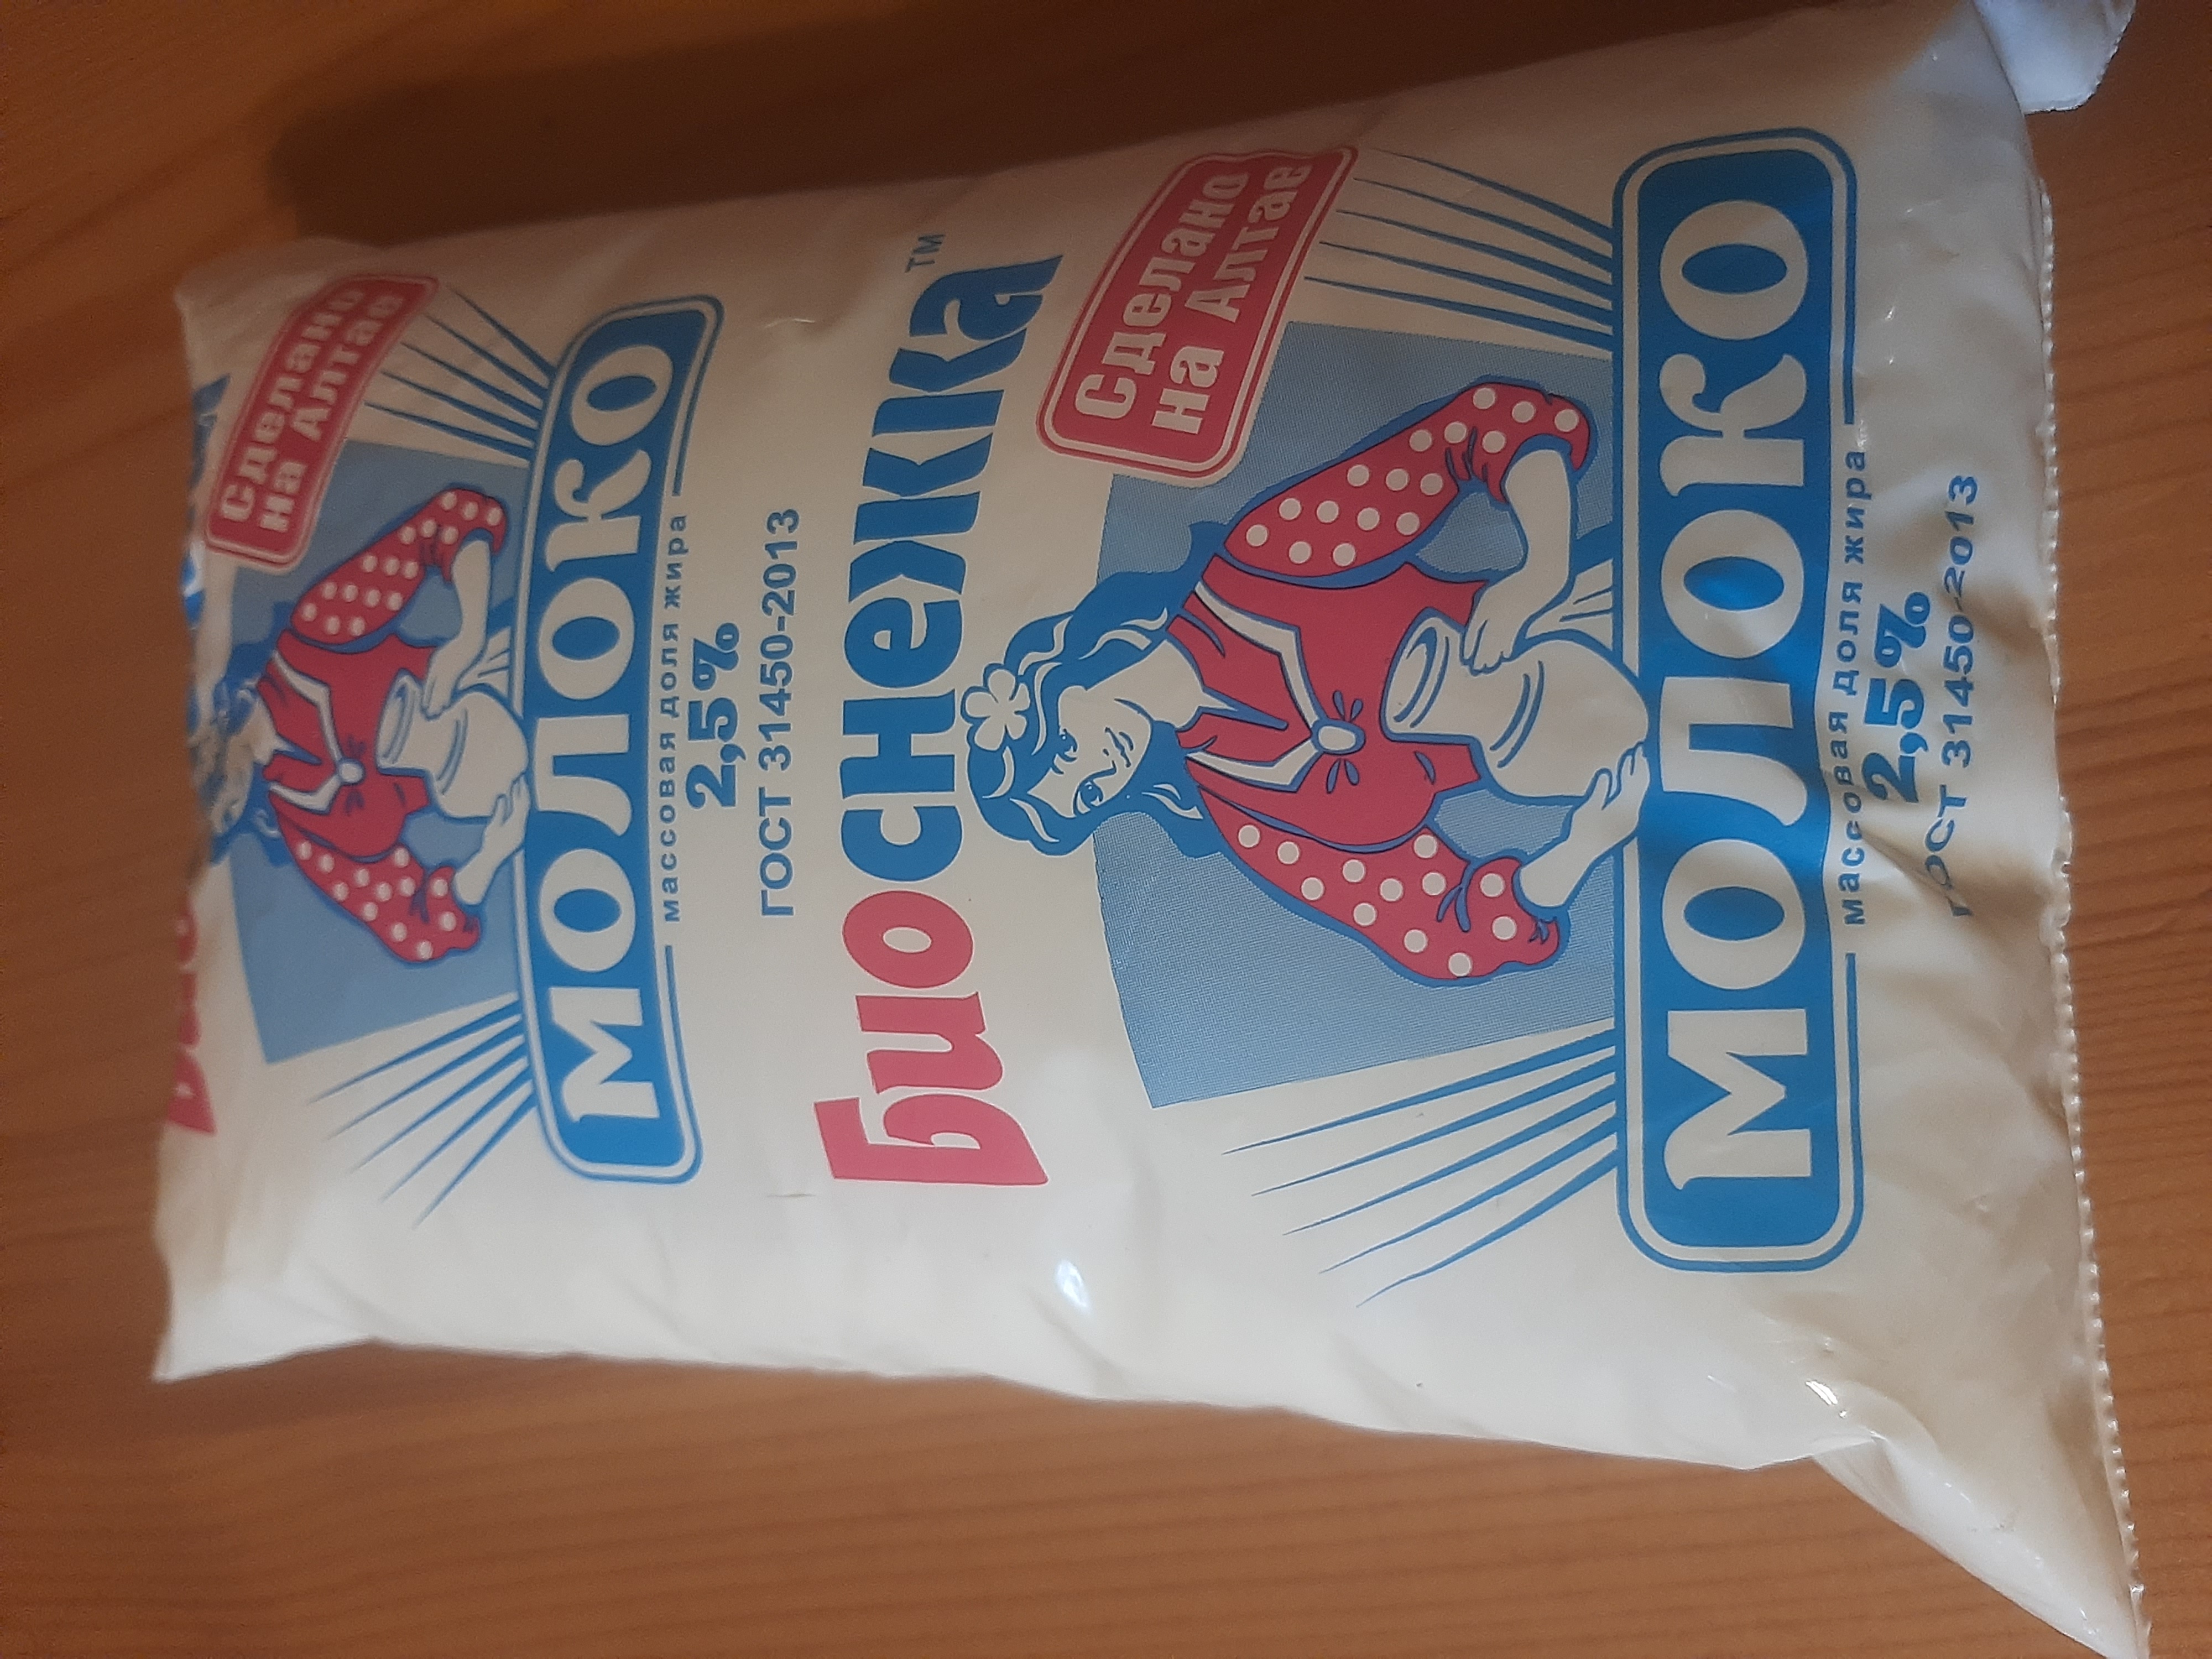 Сделано
на Алтае
МОЛОКО
массовая доля жира
2,5%
ГОСТ 31450-2013
Биоснежка™
Сделано
на Алтае
МОЛОКО
массовая доля жира
2,5%
ГОСТ 31450-2013